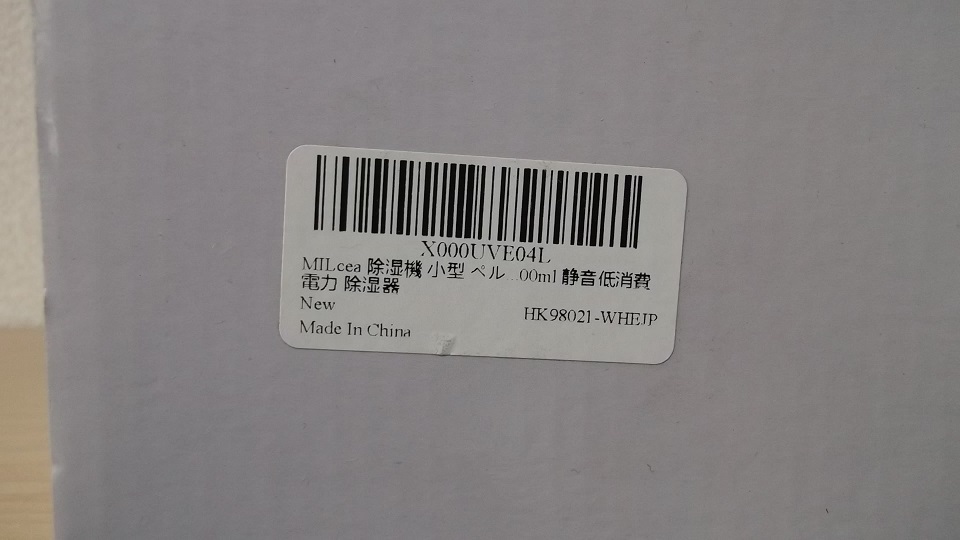 X000UVE04L
MILcea 除湿機 小型 ペル...00ml 静音低消費
電力 除湿器
New
HK98021-WHEJP
Made In China